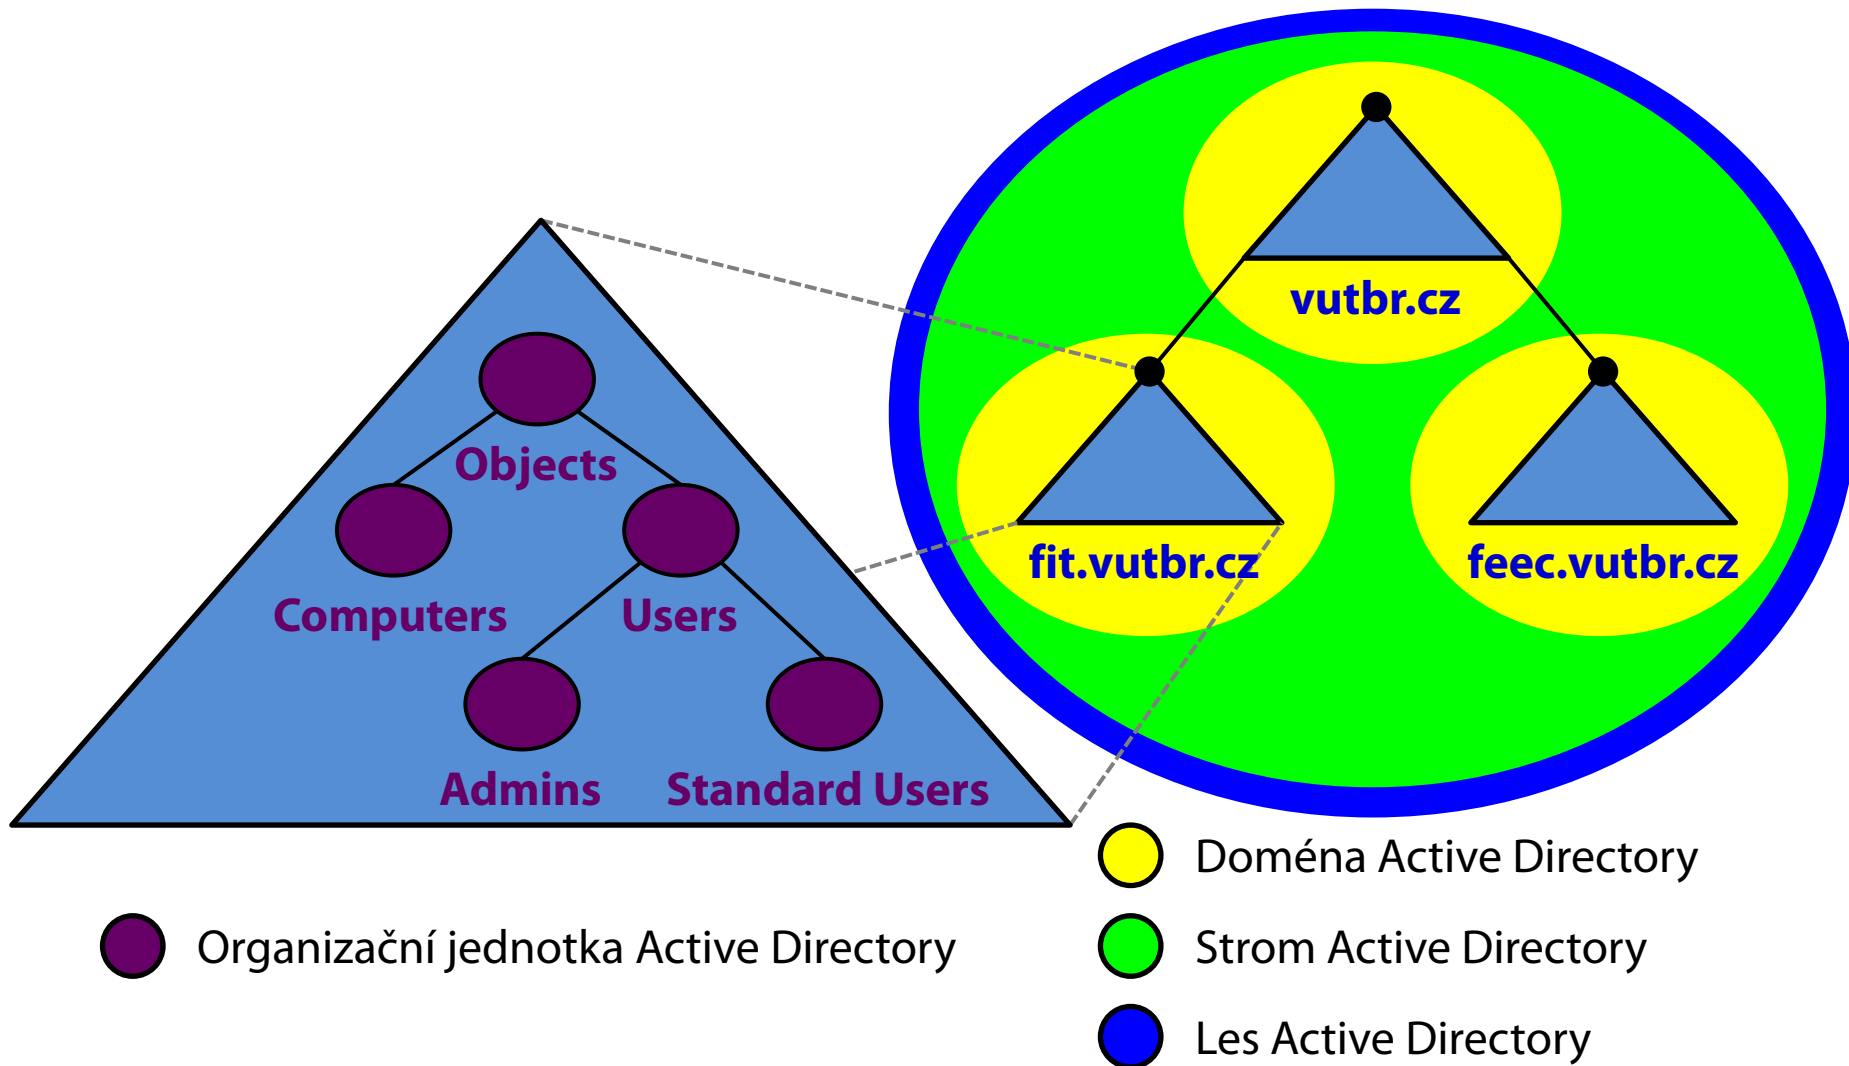 vutbr.cz
Objects
fit.vutbr.cz
feec.vutbr.cz
Computers
Users
Admins
Standard Users
Doména Active Directory
Organizační jednotka Active Directory
Strom Active Directory
Les Active Directory